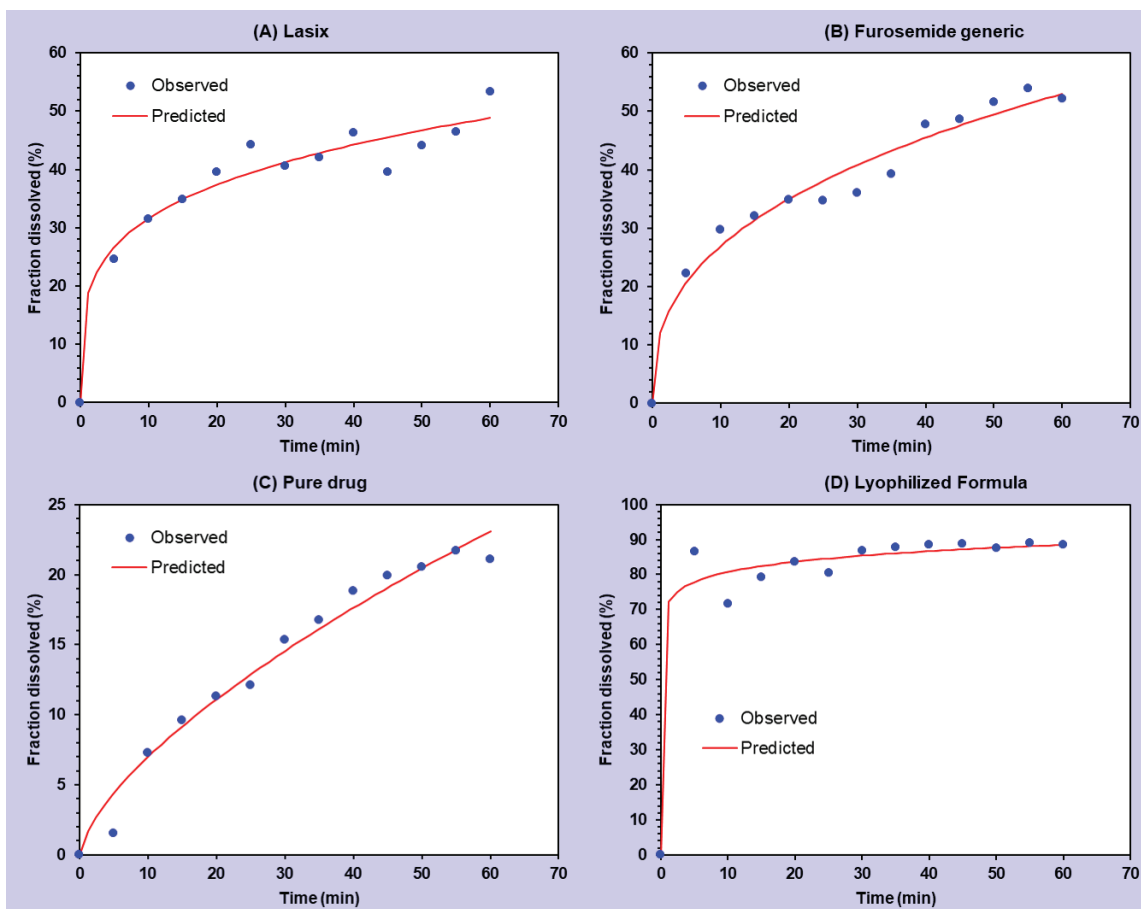 (A) Lasix
60
50
40
30
20
10
0
Fraction dissolved (%)
Observed
Predicted
0 10 20 30 40 50 60 70
Time (min)
(B) Furosemide generic
60
50
40
30
20
10
0
Fraction dissolved (%)
Observed
Predicted
0 10 20 30 40 50 60 70
Time (min)
(C) Pure drug
25
20
15
10
5
0
Fraction dissolved (%)
Observed
Predicted
0 10 20 30 40 50 60 70
Time (min)
(D) Lyophilized Formula
100
90
80
70
60
50
40
30
20
10
0
Fraction dissolved (%)
Observed
Predicted
0 10 20 30 40 50 60 70
Time (min)